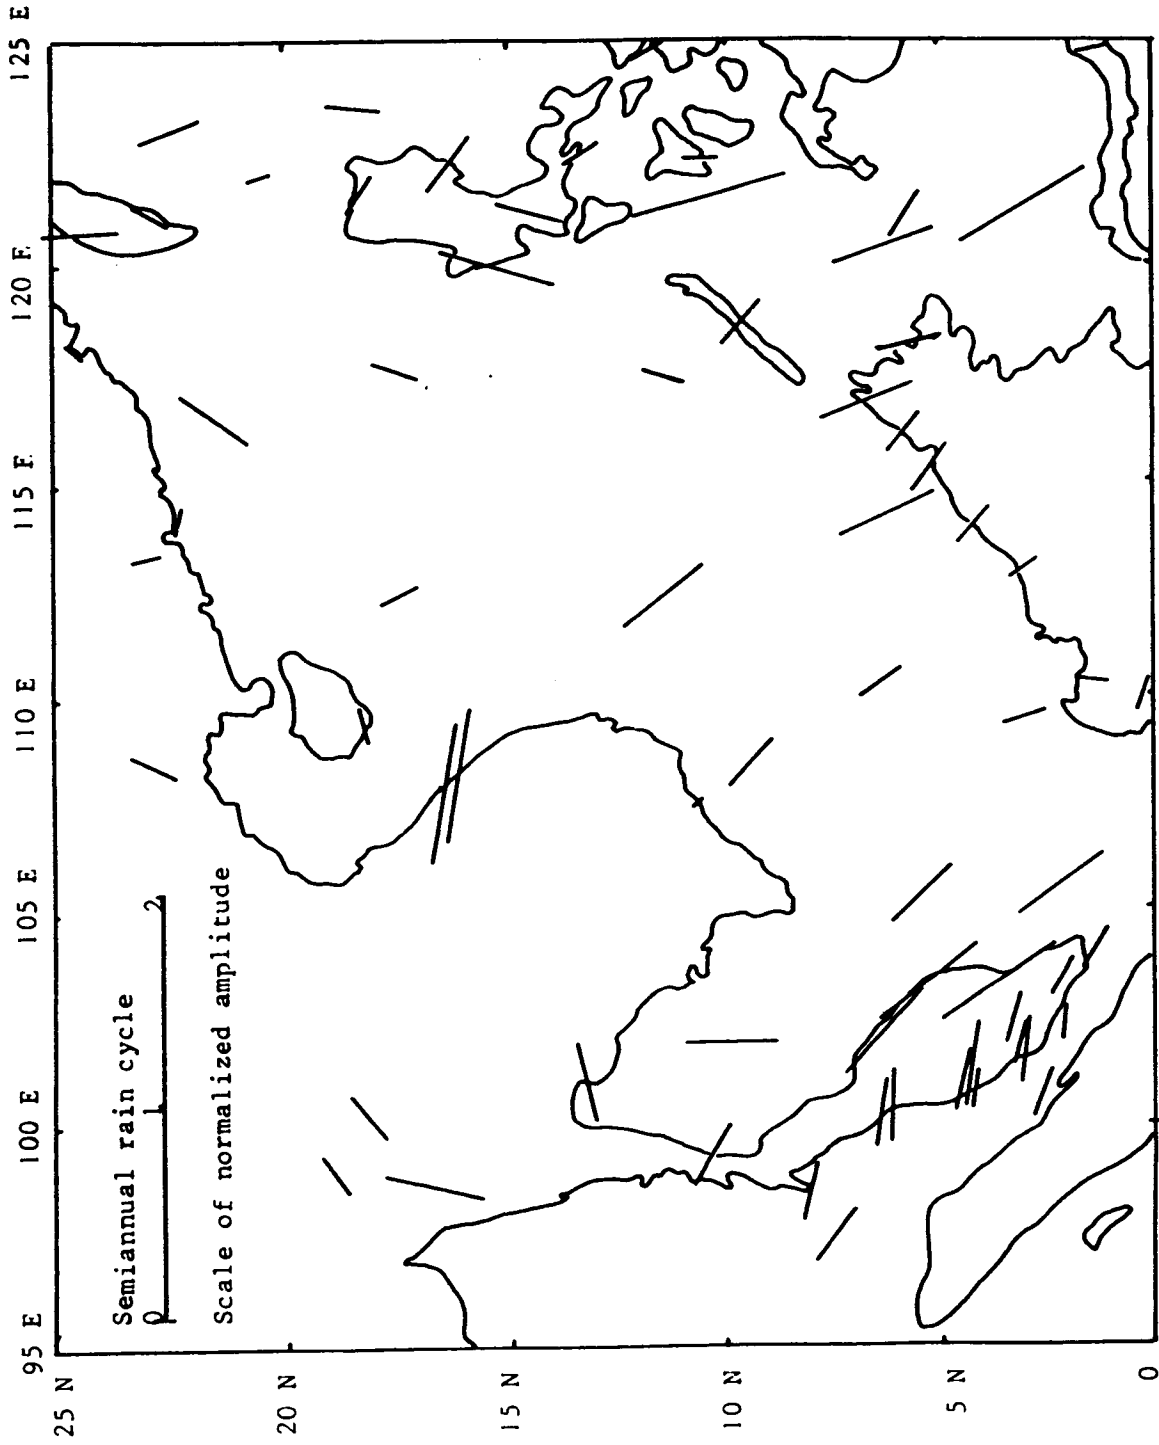 25 N
20 N
15 N
10 N
5 N
0
95 E
100 E
105 E
110 E
115 E
120 E
125 E
Semiannual rain cycle
0 1 2
Scale of normalized amplitude